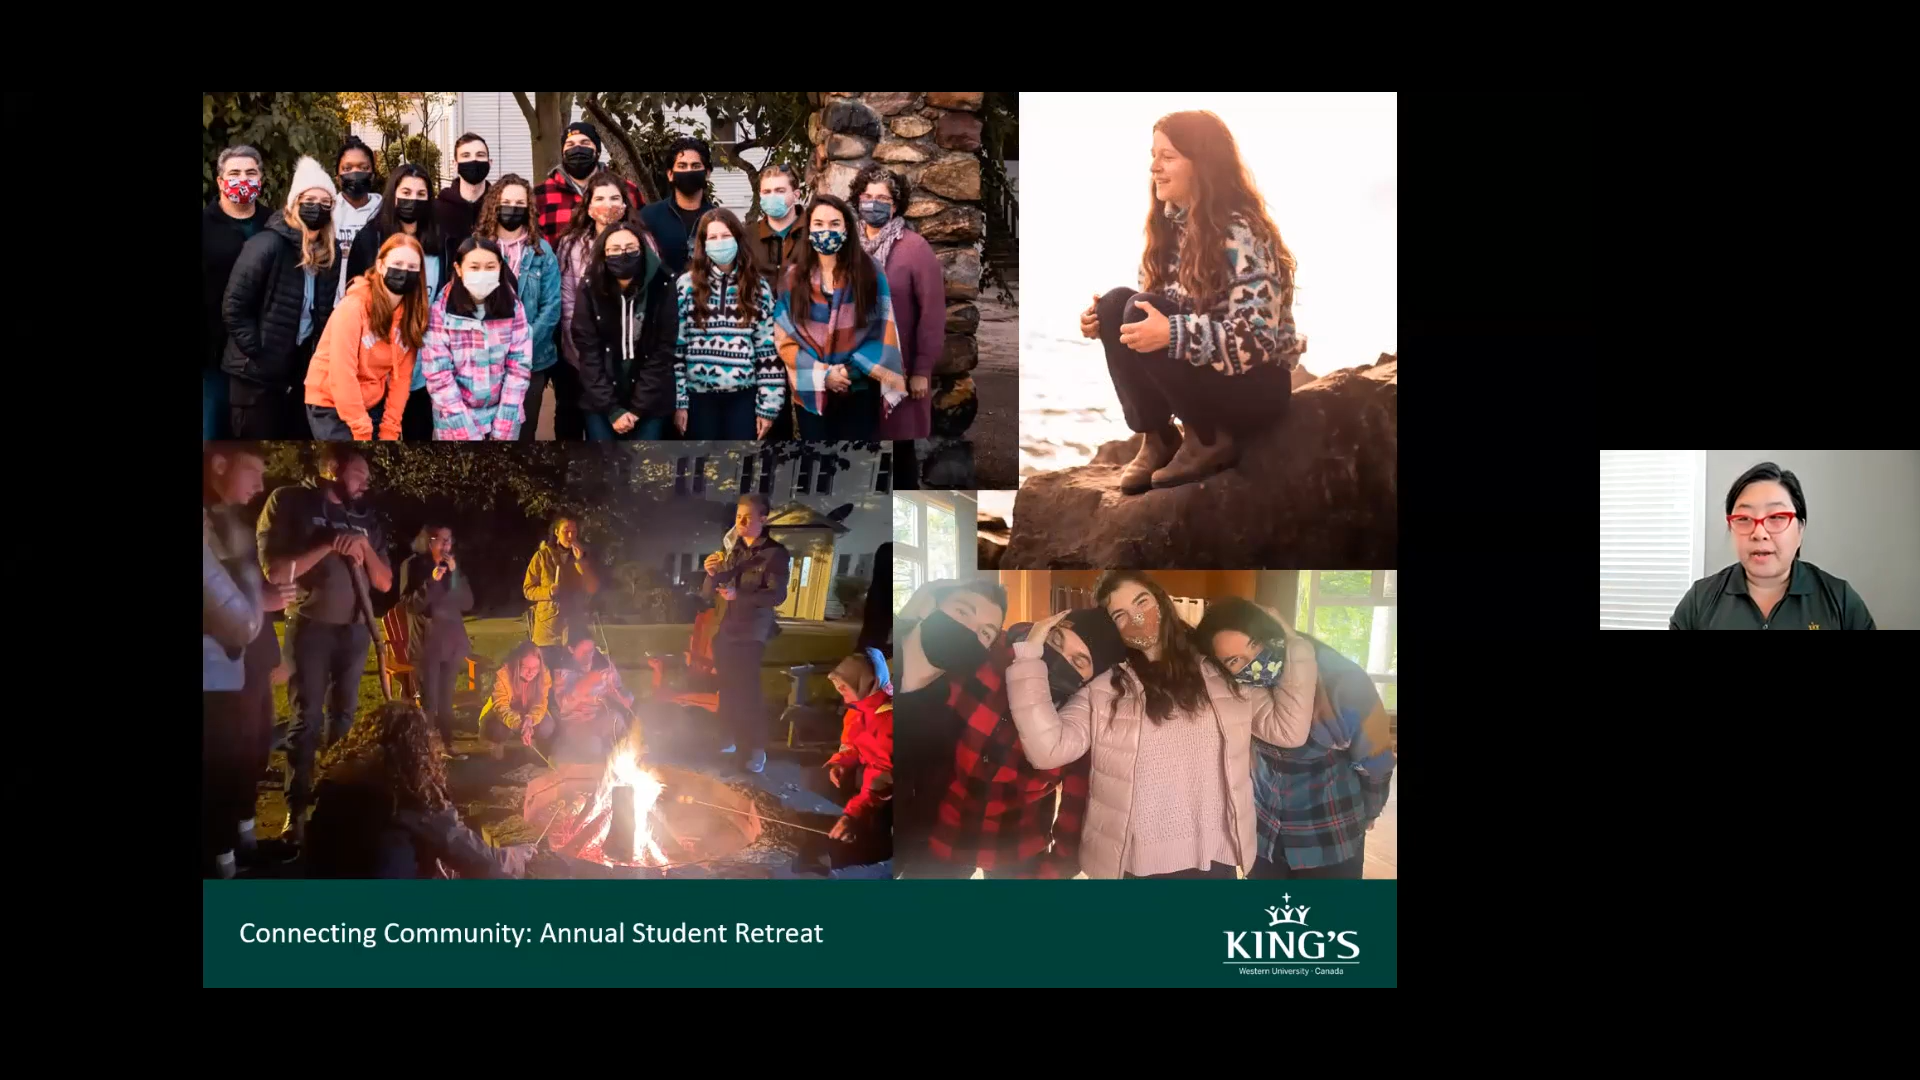 Connecting Community: Annual Student Retreat
KING'S
Western University · Canada